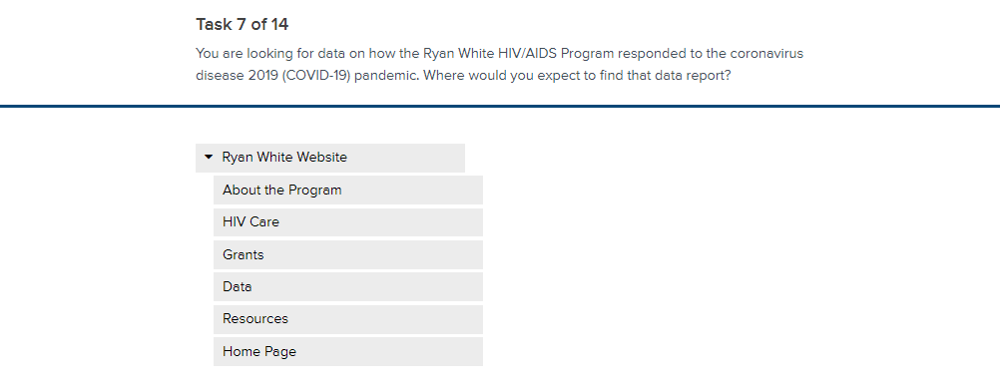 Task 7 of 14
You are looking for data on how the Ryan White HIV/AIDS Program responded to the coronavirus
disease 2019 (COVID-19) pandemic. Where would you expect to find that data report?
Ryan White Website
About the Program
HIV Care
Grants
Data
Resources
Home Page